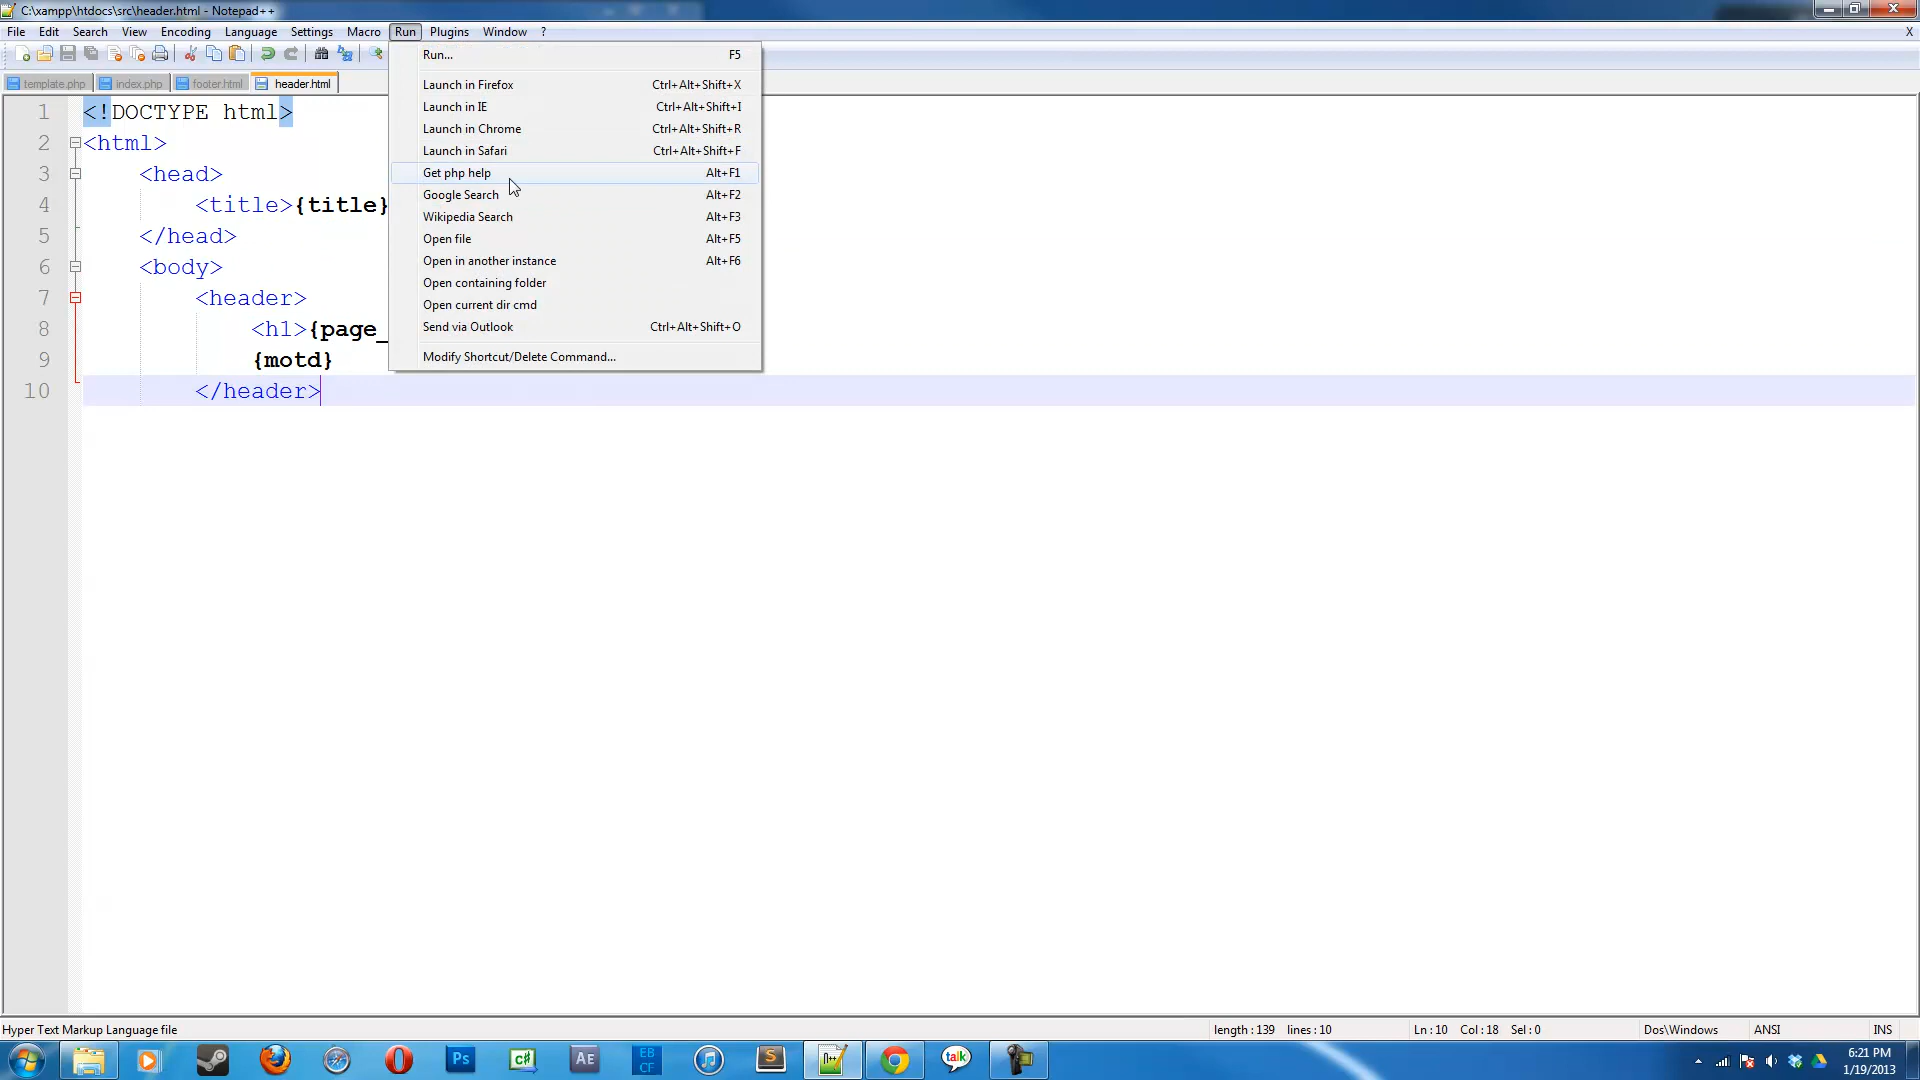 C:\xampp\htdocs\src\header.html - Notepad++
File Edit Search View Encoding Language Settings Macro Run Plugins Window ? X
template.php index.php footer.html header.html
Run... F5
Launch in Firefox Ctrl+Alt+Shift+X
Launch in IE Ctrl+Alt+Shift+I
Launch in Chrome Ctrl+Alt+Shift+R
Launch in Safari Ctrl+Alt+Shift+F
Get php help Alt+F1
Google Search Alt+F2
Wikipedia Search Alt+F3
Open file Alt+F5
Open in another instance Alt+F6
Open containing folder
Open current dir cmd
Send via Outlook Ctrl+Alt+Shift+O
Modify Shortcut/Delete Command...
1 <!DOCTYPE html>
2 <html>
3 <head>
4 <title>{title}
5 </head>
6 <body>
7 <header>
8 <h1>{page_
9 {motd}
10 </header>
Hyper Text Markup Language file length : 139 lines : 10 Ln : 10 Col : 18 Sel : 0 Dos\Windows ANSI INS
Ps C# AE EB CF S talk
6:21 PM
1/19/2013